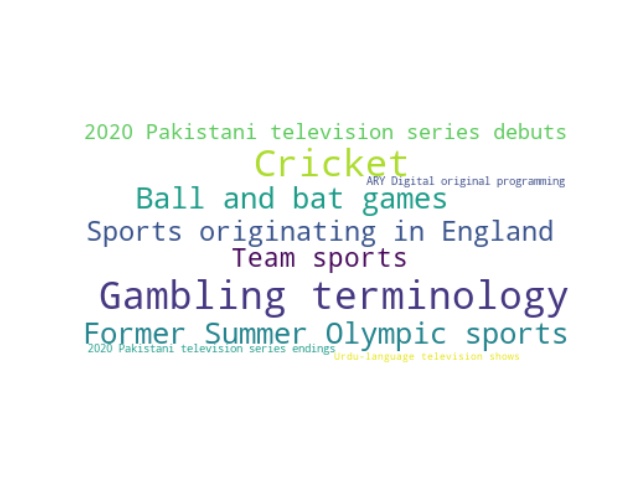 2020 Pakistani television series debuts
Cricket
ARY Digital original programming
Ball and bat games
Sports originating in England
Team sports
Gambling terminology
Former Summer Olympic sports
2020 Pakistani television series endings
Urdu-language television shows